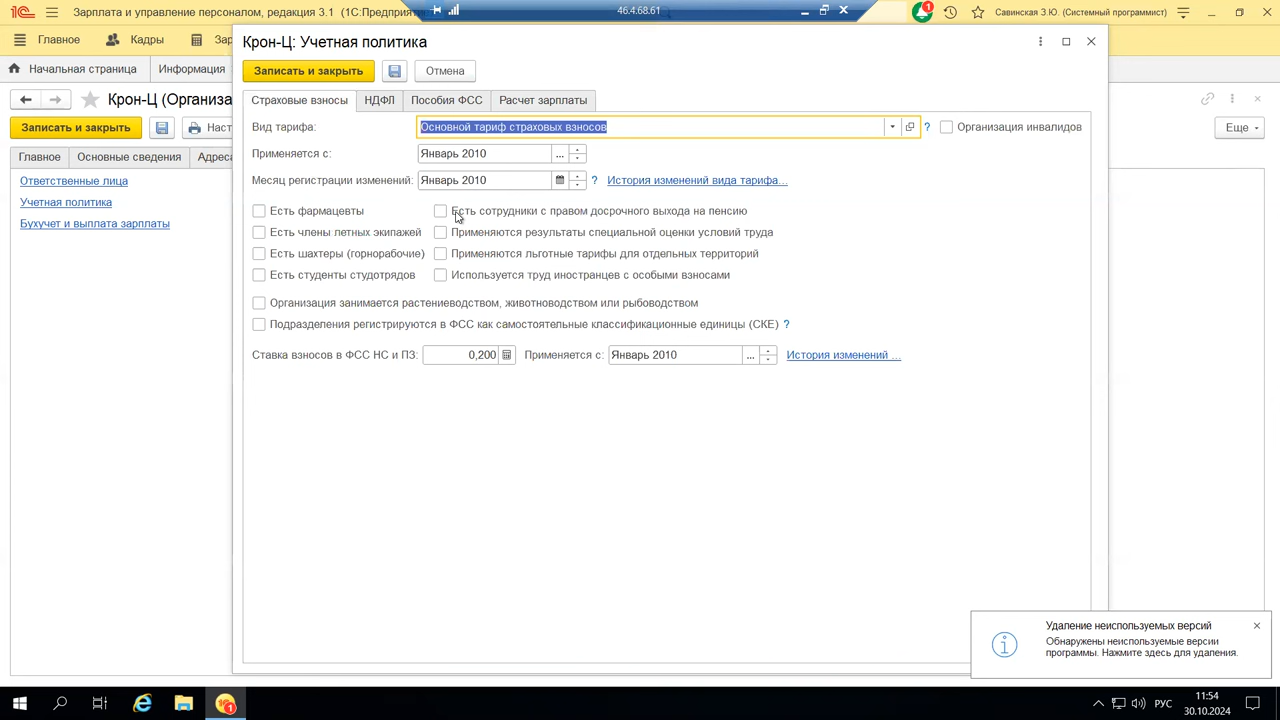 Зарплата и управление персоналом, редакция 3.1 (1С:Предприятие
46.4.68.61
1
Савинская З.Ю. (Системный программист)
Главное
Кадры
Начальная страница
Информация
Крон-Ц (Организа
Записать и закрыть
Наст
Еще
Главное
Основные сведения
Адреса
Ответственные лица
Учетная политика
Бухучет и выплата зарплаты
Крон-Ц: Учетная политика
Записать и закрыть
Отмена
Страховые взносы
НДФЛ
Пособия ФСС
Расчет зарплаты
Вид тарифа:
Основной тариф страховых взносов
?
Организация инвалидов
Применяется с:
Январь 2010
...
Месяц регистрации изменений:
Январь 2010
?
История изменений вида тарифа...
Есть фармацевты
Есть сотрудники с правом досрочного выхода на пенсию
Есть члены летных экипажей
Применяются результаты специальной оценки условий труда
Есть шахтеры (горнорабочие)
Применяются льготные тарифы для отдельных территорий
Есть студенты студотрядов
Используется труд иностранцев с особыми взносами
Организация занимается растениеводством, животноводством или рыбоводством
Подразделения регистрируются в ФСС как самостоятельные классификационные единицы (СКЕ)
?
Ставка взносов в ФСС НС и ПЗ:
0,200
Применяется с:
Январь 2010
...
История изменений ...
Удаление неиспользуемых версий
Обнаружены неиспользуемые версии
программы. Нажмите здесь для удаления.
РУС
11:54
30.10.2024